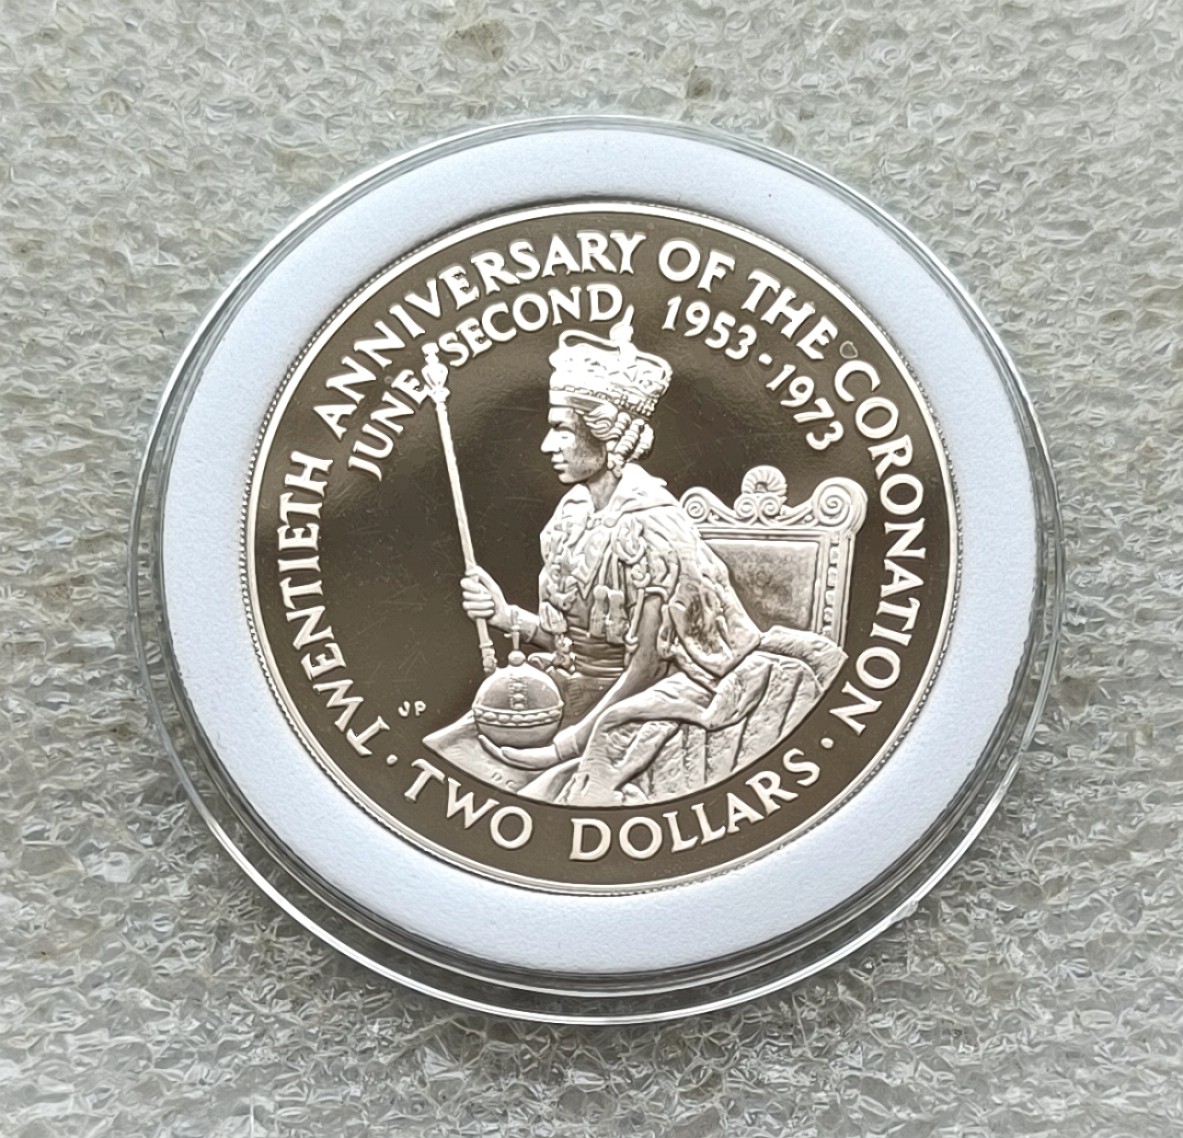 TWENTIETH ANNIVERSARY OF THE CORONATION
JUNE SECOND 1953 · 1973
JP
· TWO DOLLARS ·